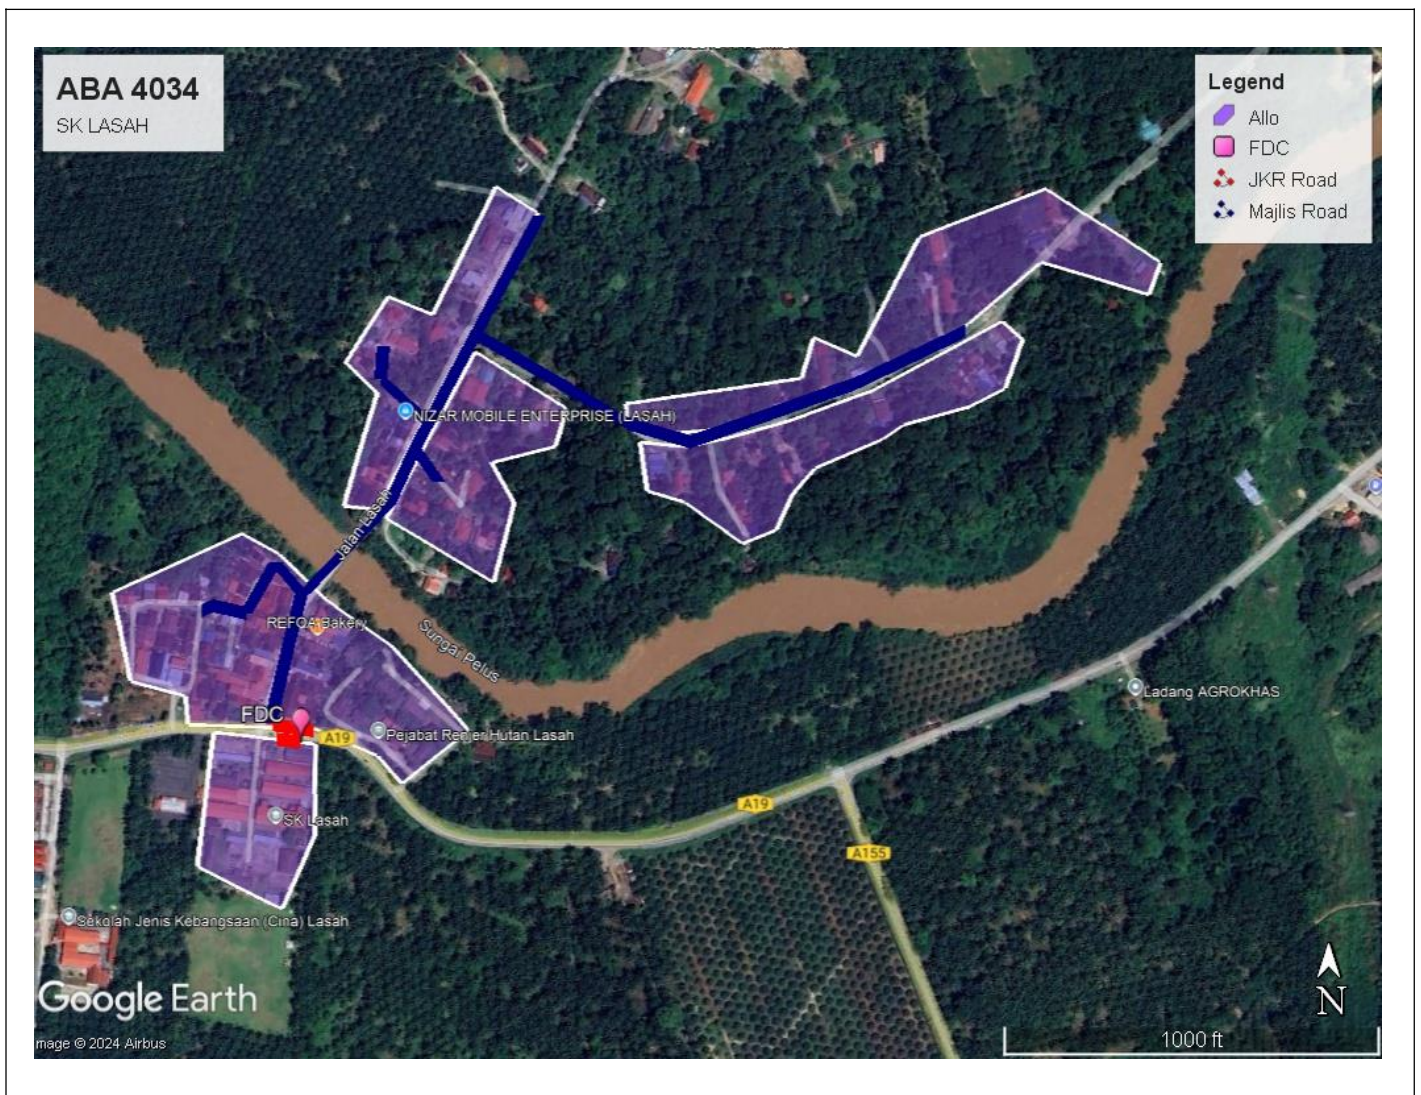 ABA 4034
SK LASAH
Legend
Allo
FDC
JKR Road
Majlis Road
NIZAR MOBILE ENTERPRISE (LASAH)
Jalan Lasah
REFQA Bakery
Sungai Pelus
Ladang AGROKHAS
FDC
A19
Pejabat Renjer Hutan Lasah
A19
SK Lasah
A155
Sekolah Jenis Kebangsaan (Cina) Lasah
Google Earth
N
mage © 2024 Airbus
1000 ft